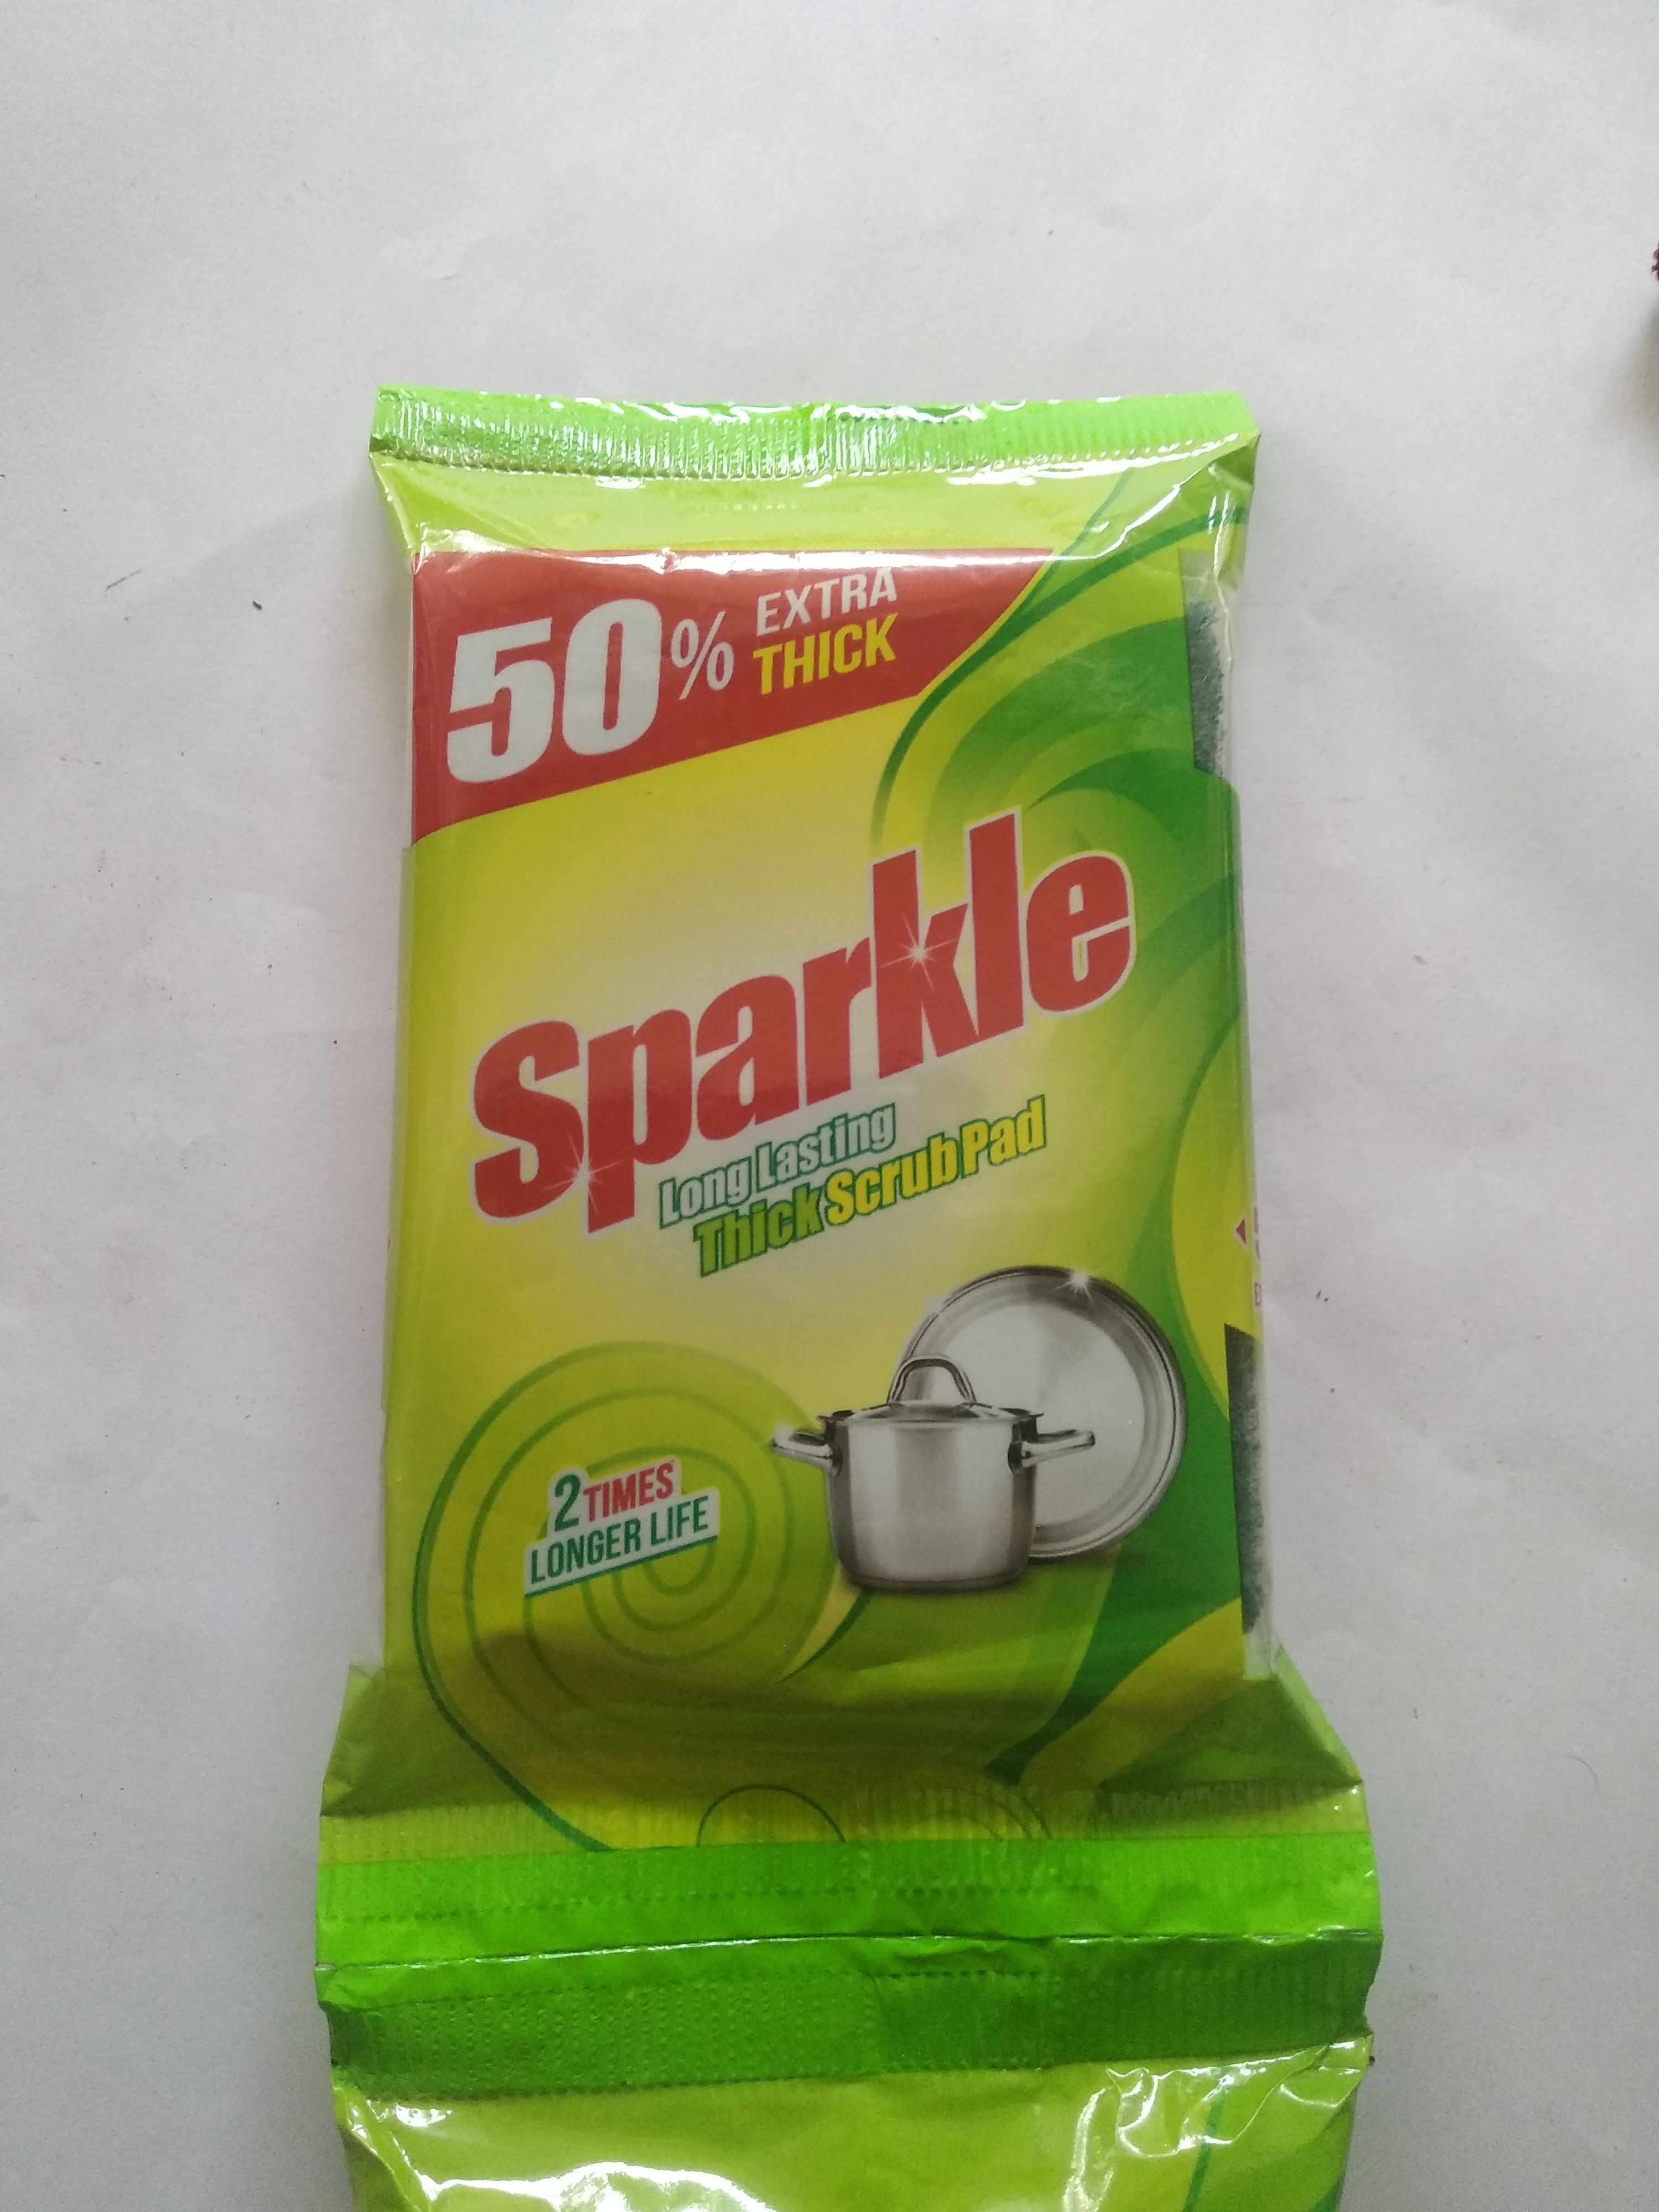 50% EXTRA
THICK
Sparkle
Long Lasting
Thick Scrub Pad
2 TIMES
LONGER LIFE